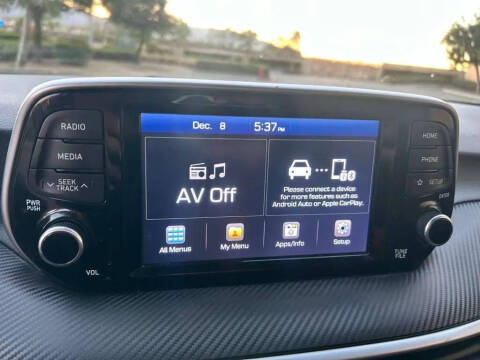 Dec. 8 5:37PM
RADIO
MEDIA
SEEK
TRACK
PWR
PUSH
VOL
AV Off
Please connect a device
for more features such as
Android Auto or Apple CarPlay.
All Menus
My Menu
Apps/Info
Setup
HOME
PHONE
SETUP
ENTER
TUNE
FILE